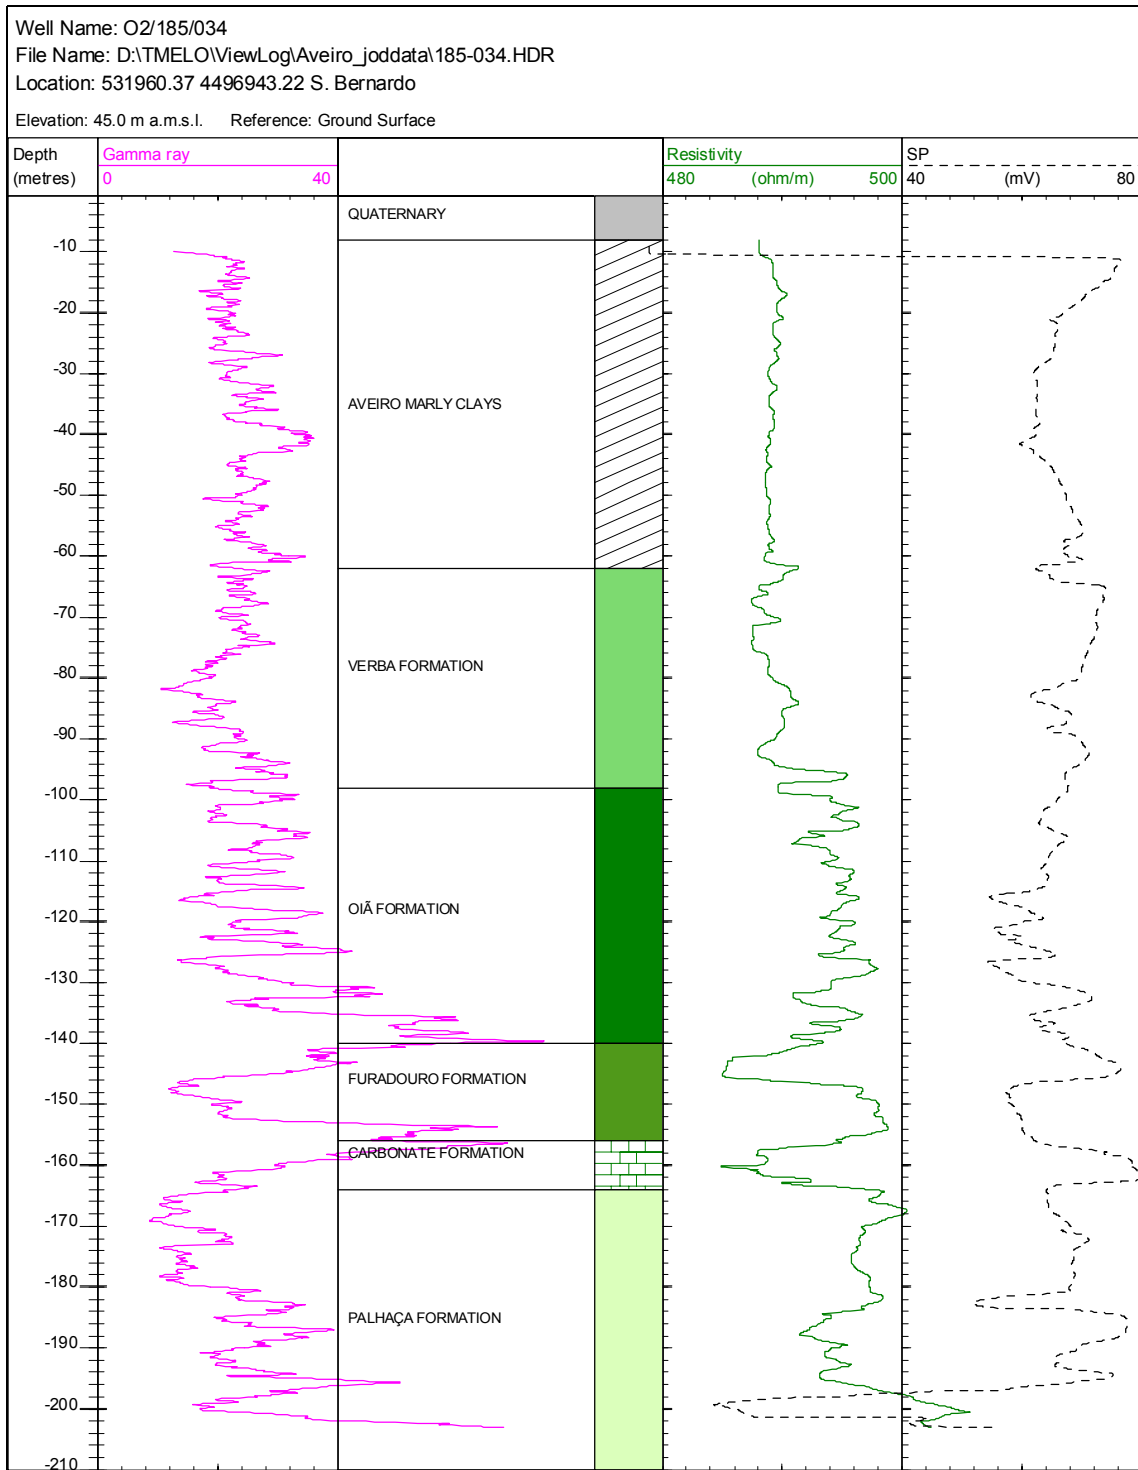 Well Name: O2/185/034
File Name: D:\TMELO\ViewLog\Aveiro_joddata\185-034.HDR
Location: 531960.37 4496943.22 S. Bernardo
Elevation: 45.0 m a.m.s.l. Reference: Ground Surface
Depth Gamma ray Resistivity SP
(metres) 0 40 480 (ohm/m) 500 40 (mV) 80
QUATERNARY
-10
-20
-30
AVEIRO MARLY CLAYS
-40
-50
-60
-70
VERBA FORMATION
-80
-90
-100
-110
OIÃ FORMATION
-120
-130
-140
FURADOURO FORMATION
-150
CARBONATE FORMATION
-160
-170
-180
PALHAÇA FORMATION
-190
-200
-210